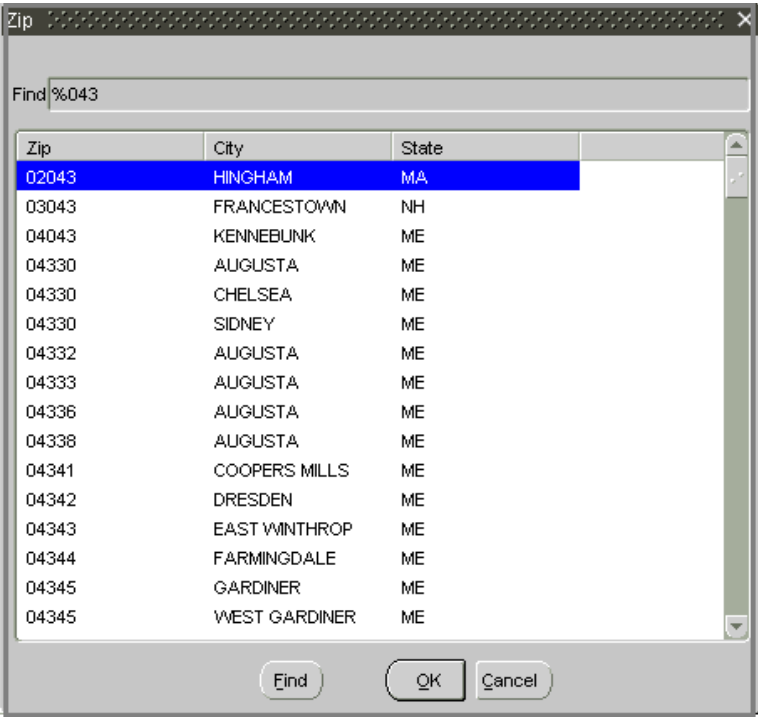 Zip
Find %043
Zip City State
02043 HINGHAM MA
03043 FRANCESTOWN NH
04043 KENNEBUNK ME
04330 AUGUSTA ME
04330 CHELSEA ME
04330 SIDNEY ME
04332 AUGUSTA ME
04333 AUGUSTA ME
04336 AUGUSTA ME
04338 AUGUSTA ME
04341 COOPERS MILLS ME
04342 DRESDEN ME
04343 EAST WINTHROP ME
04344 FARMINGDALE ME
04345 GARDINER ME
04345 WEST GARDINER ME
Find OK Cancel